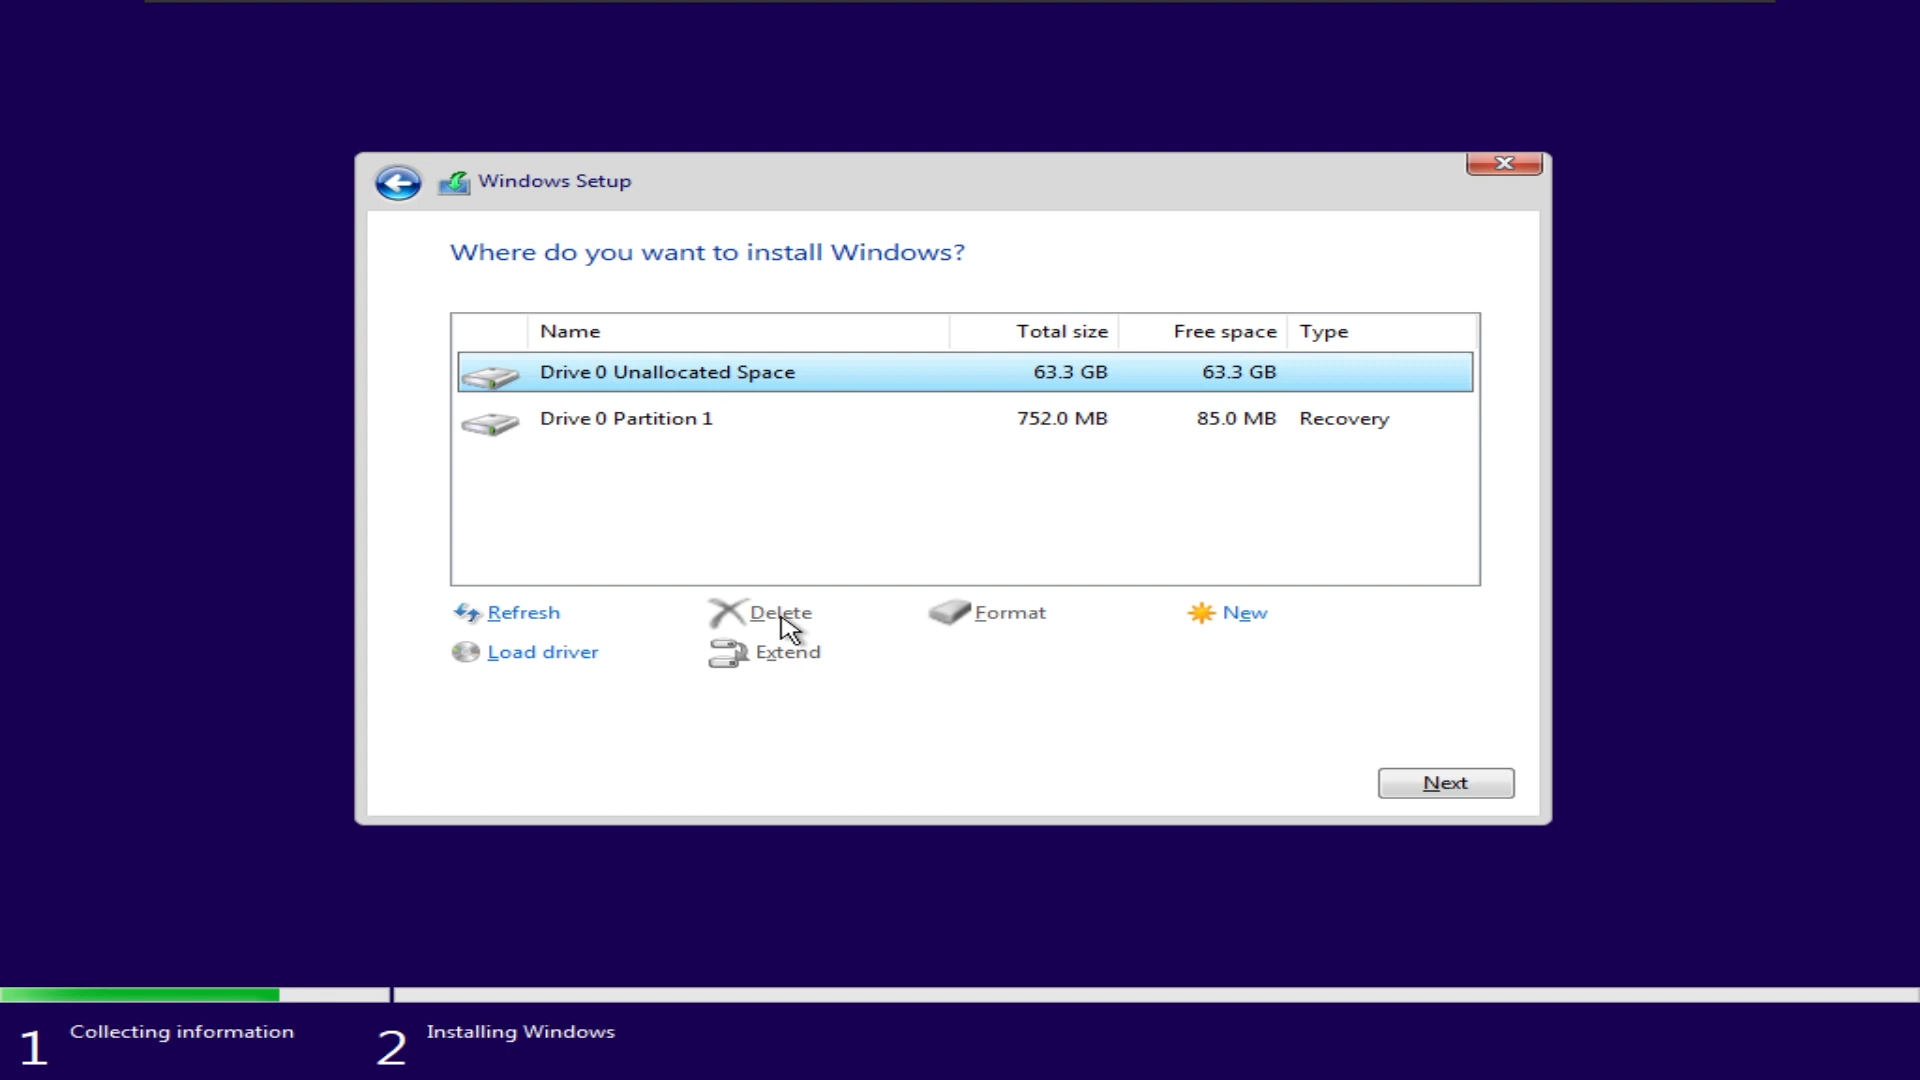 Windows Setup
Where do you want to install Windows?
Name Total size Free space Type
Drive 0 Unallocated Space 63.3 GB 63.3 GB
Drive 0 Partition 1 752.0 MB 85.0 MB Recovery
Refresh Delete Format New
Load driver Extend
Next
1 Collecting information 2 Installing Windows